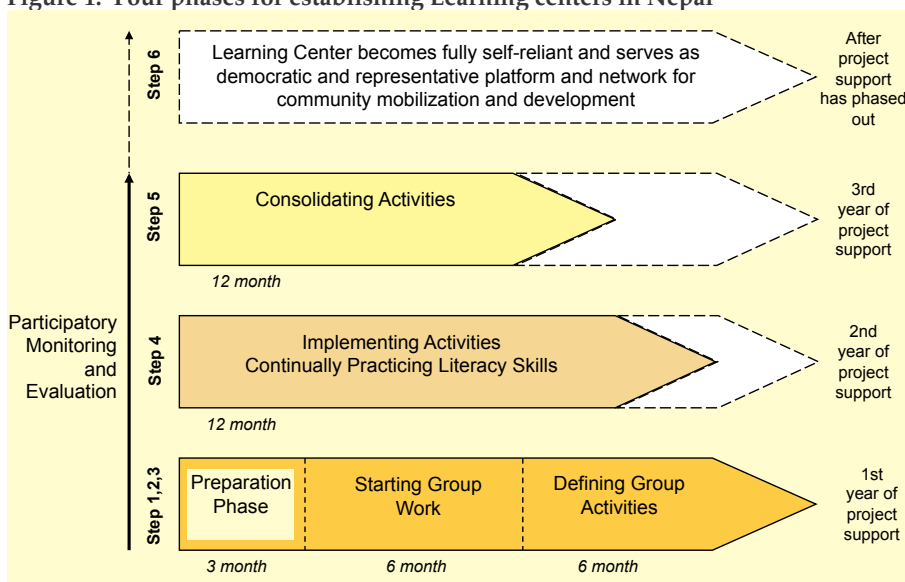 Figure 1: Four phases for establishing Learning centers in Nepal
Step 6
Learning Center becomes fully self-reliant and serves as
democratic and representative platform and network for
community mobilization and development
After
project
support
has phased
out
Step 5
Consolidating Activities
12 month
3rd
year of
project
support
Participatory
Monitoring
and
Evaluation
Step 4
Implementing Activities
Continually Practicing Literacy Skills
12 month
2nd
year of
project
support
Step 1,2,3
Preparation
Phase
Starting Group
Work
Defining Group
Activities
3 month
6 month
6 month
1st
year of
project
support